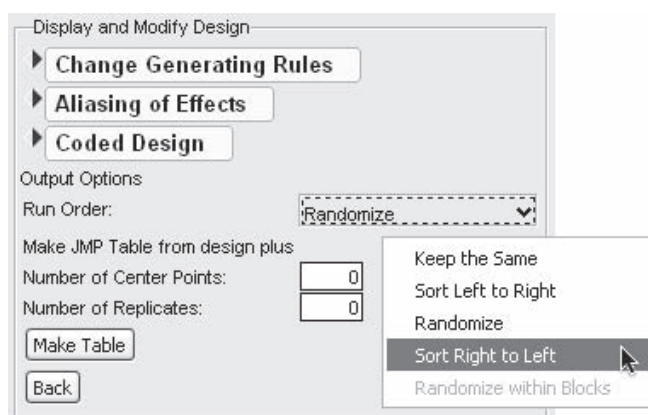 Display and Modify Design
Change Generating Rules
Aliasing of Effects
Coded Design
Output Options
Run Order:
Randomize
Make JMP Table from design plus
Number of Center Points:
0
Number of Replicates:
0
Make Table
Back
Keep the Same
Sort Left to Right
Randomize
Sort Right to Left
Randomize within Blocks